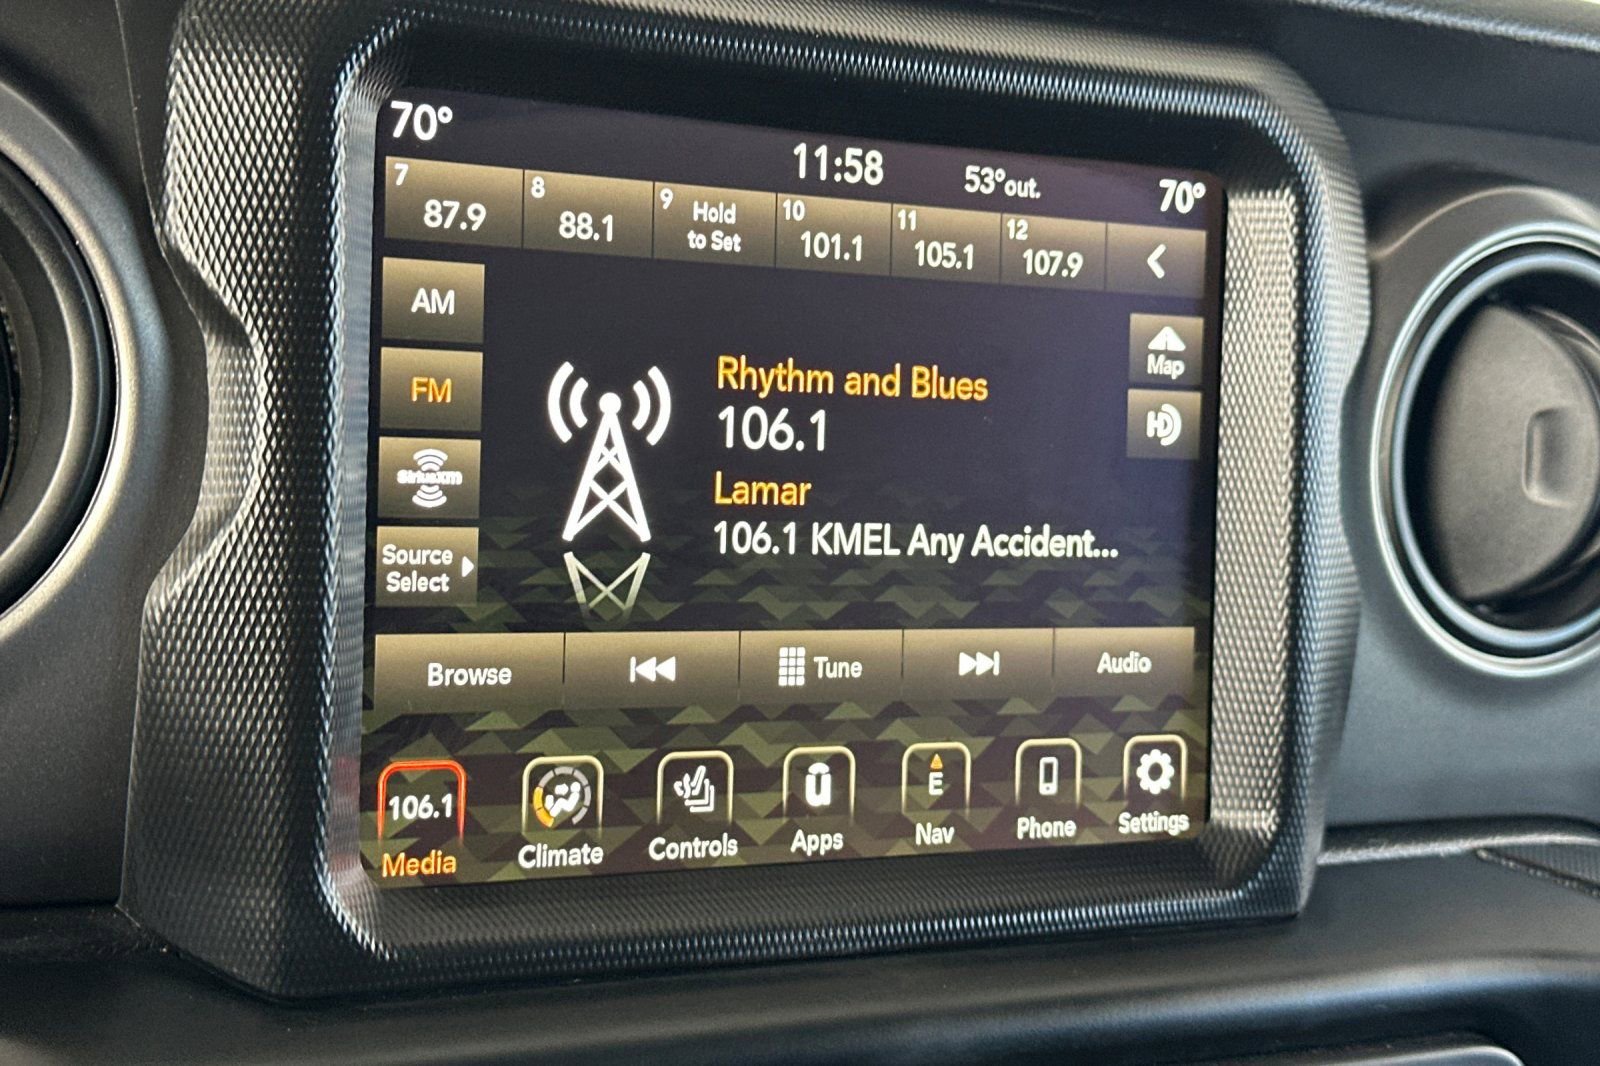 70°
11:58
53°out.
70°
7 87.9
8 88.1
9 Hold to Set
10 101.1
11 105.1
12 107.9
AM
FM
SiriusXM
Source
Select
Rhythm and Blues
106.1
Lamar
106.1 KMEL Any Accident...
Map
HD
Browse
Tune
Audio
106.1
Media
Climate
Controls
u
Apps
E
Nav
Phone
Settings